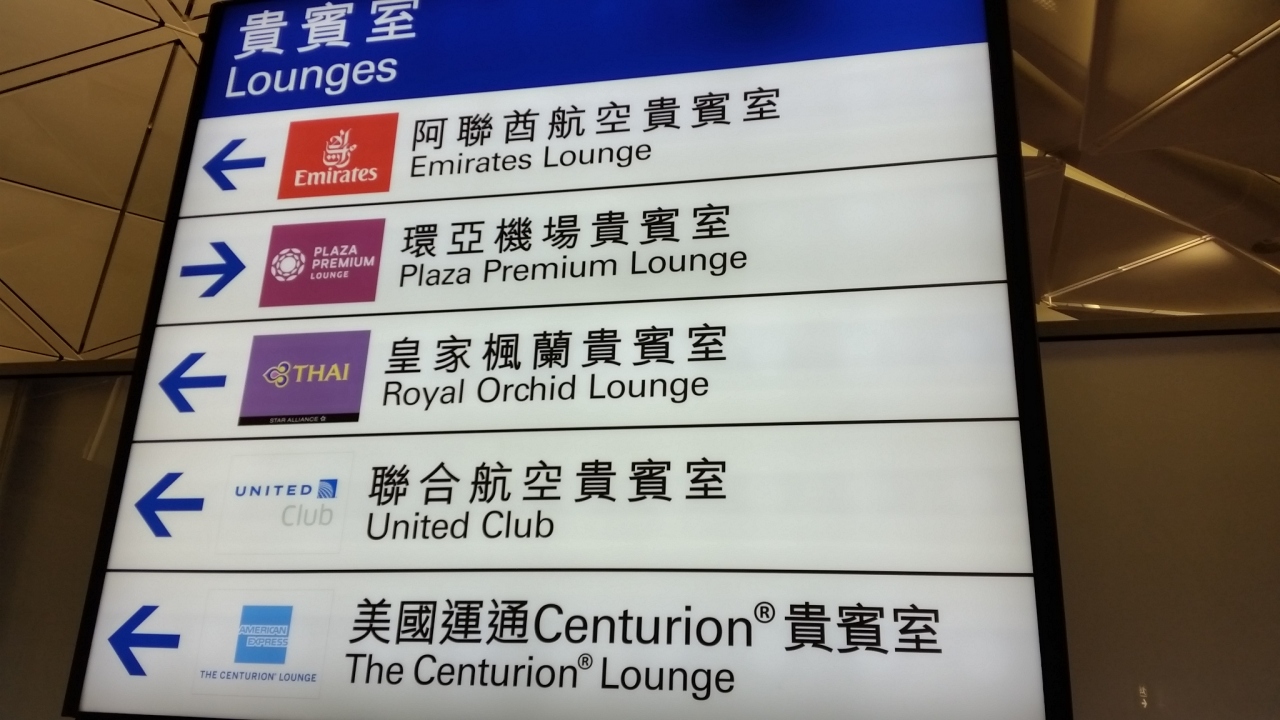 貴賓室
Lounges
Emirates
阿聯酋航空貴賓室
Emirates Lounge
PLAZA
PREMIUM
LOUNGE
環亞機場貴賓室
Plaza Premium Lounge
THAI
STAR ALLIANCE
皇家楓蘭貴賓室
Royal Orchid Lounge
UNITED
Club
聯合航空貴賓室
United Club
AMERICAN
EXPRESS
THE CENTURION® LOUNGE
美國運通Centurion®貴賓室
The Centurion® Lounge